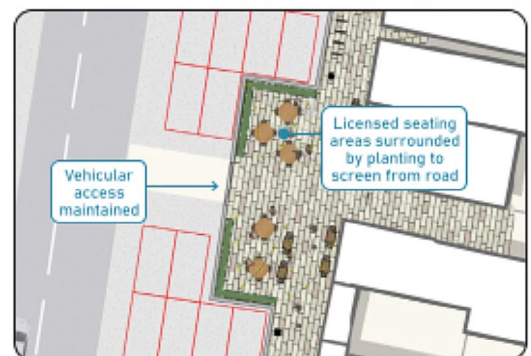 Licensed seating
areas surrounded
by planting to
screen from road
Vehicular
access
maintained